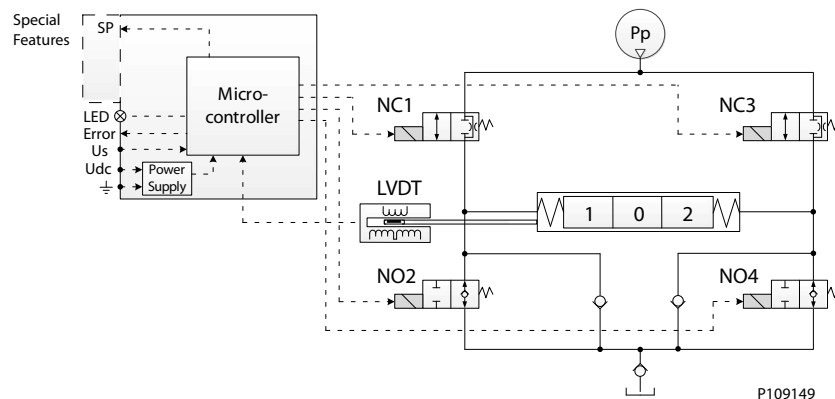 Special
Features
SP
Pp
Micro-
controller
NC1
NC3
LED
Error
Us
Udc
Power
Supply
LVDT
1 0 2
NO2
NO4
P109149